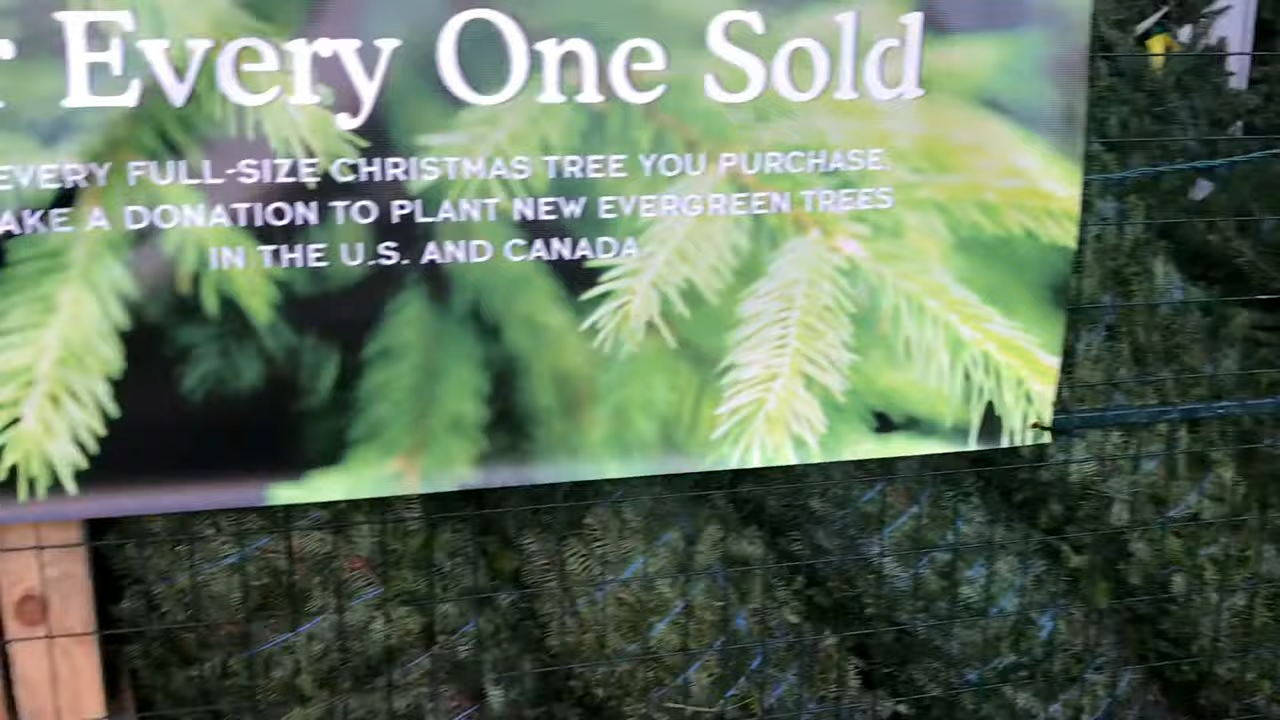 Every One Sold
EVERY FULL-SIZE CHRISTMAS TREE YOU PURCHASE,
A DONATION TO PLANT NEW EVERGREEN TREES
IN THE U.S. AND CANADA